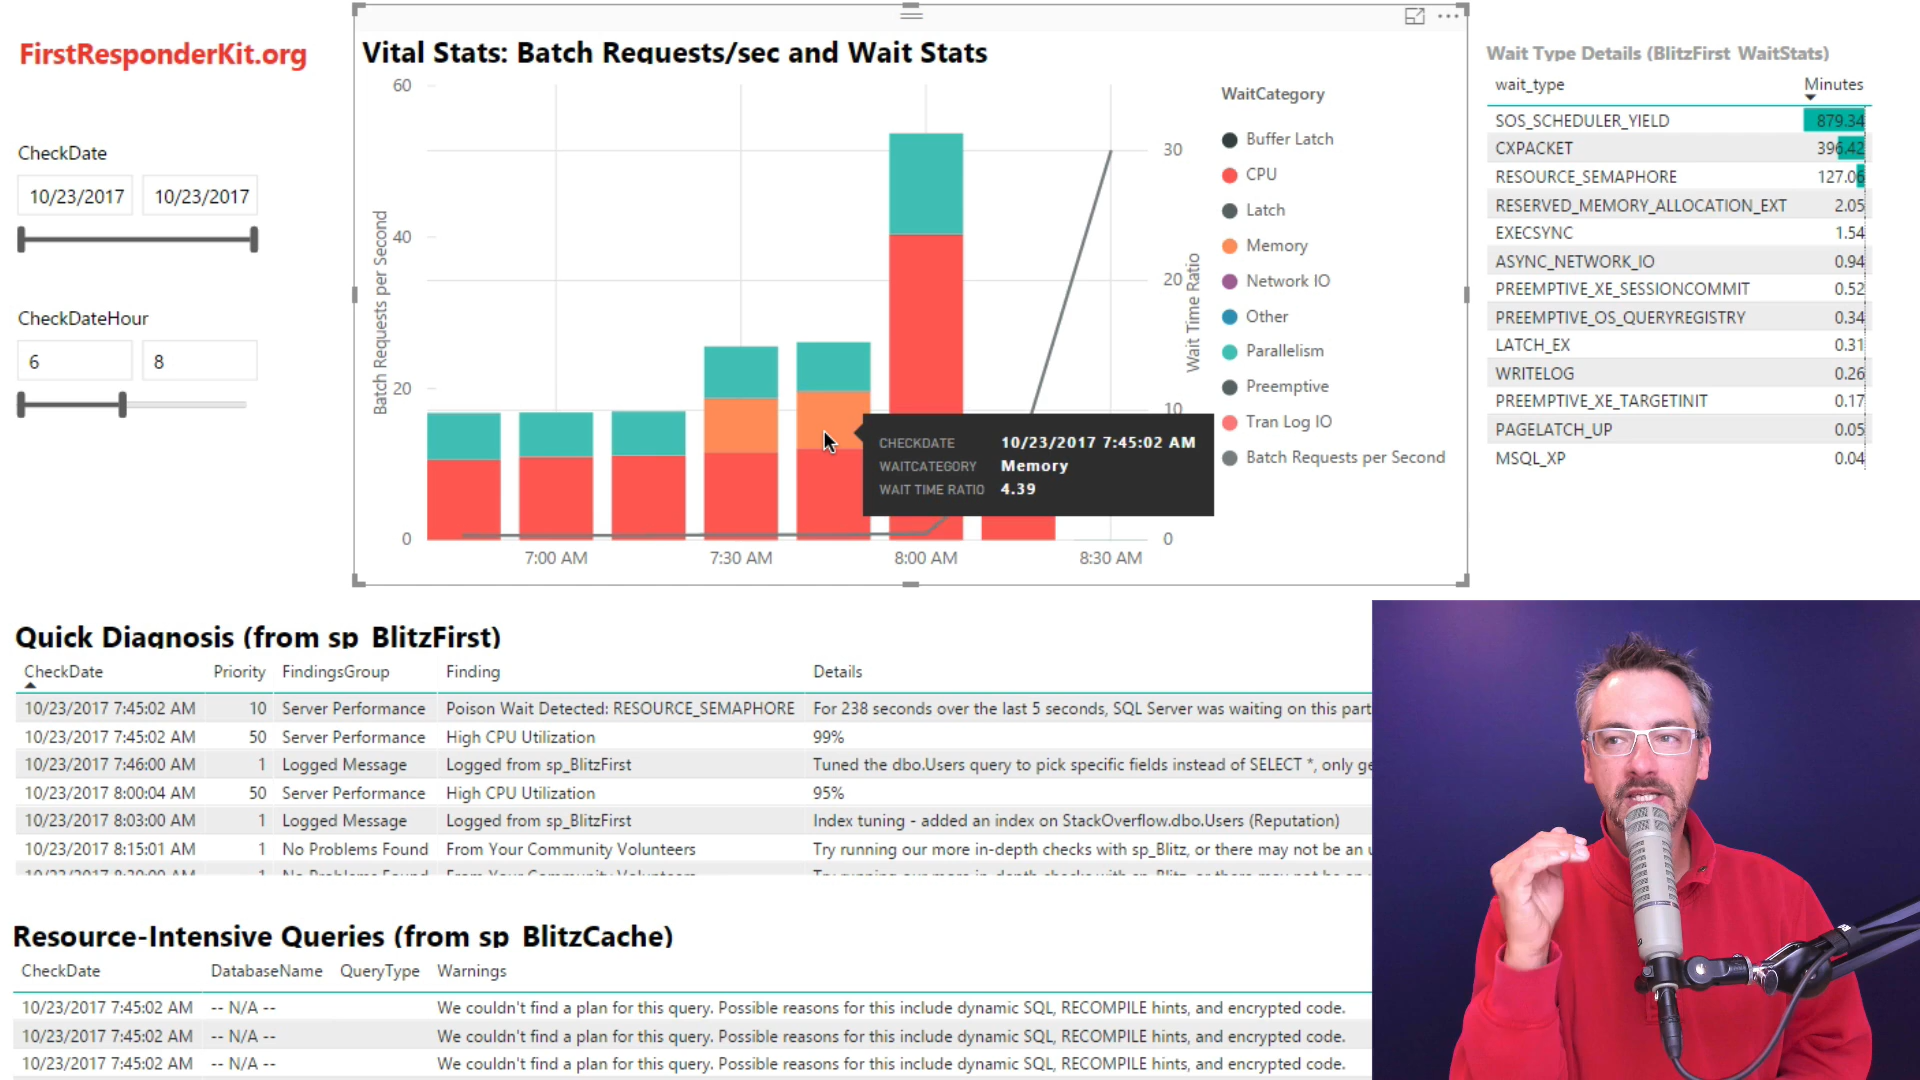 FirstResponderKit.org
CheckDate
10/23/2017 10/23/2017
CheckDateHour
6 8
Vital Stats: Batch Requests/sec and Wait Stats
Batch Requests per Second
60
40
20
0
7:00 AM 7:30 AM 8:00 AM 8:30 AM
30
20
10
0
Wait Time Ratio
CHECKDATE 10/23/2017 7:45:02 AM
WAITCATEGORY Memory
WAIT TIME RATIO 4.39
WaitCategory
Buffer Latch
CPU
Latch
Memory
Network IO
Other
Parallelism
Preemptive
Tran Log IO
Batch Requests per Second
Wait Type Details (BlitzFirst WaitStats)
wait_type Minutes
SOS_SCHEDULER_YIELD 879.34
CXPACKET 396.42
RESOURCE_SEMAPHORE 127.06
RESERVED_MEMORY_ALLOCATION_EXT 2.05
EXECSYNC 1.54
ASYNC_NETWORK_IO 0.94
PREEMPTIVE_XE_SESSIONCOMMIT 0.52
PREEMPTIVE_OS_QUERYREGISTRY 0.34
LATCH_EX 0.31
WRITELOG 0.26
PREEMPTIVE_XE_TARGETINIT 0.17
PAGELATCH_UP 0.05
MSQL_XP 0.04
Quick Diagnosis (from sp_BlitzFirst)
CheckDate Priority FindingsGroup Finding Details
10/23/2017 7:45:02 AM 10 Server Performance Poison Wait Detected: RESOURCE_SEMAPHORE For 238 seconds over the last 5 seconds, SQL Server was waiting on this part
10/23/2017 7:45:02 AM 50 Server Performance High CPU Utilization 99%
10/23/2017 7:46:00 AM 1 Logged Message Logged from sp_BlitzFirst Tuned the dbo.Users query to pick specific fields instead of SELECT *, only ge
10/23/2017 8:00:04 AM 50 Server Performance High CPU Utilization 95%
10/23/2017 8:03:00 AM 1 Logged Message Logged from sp_BlitzFirst Index tuning - added an index on StackOverflow.dbo.Users (Reputation)
10/23/2017 8:15:01 AM 1 No Problems Found From Your Community Volunteers Try running our more in-depth checks with sp_Blitz, or there may not be an u
Resource-Intensive Queries (from sp_BlitzCache)
CheckDate DatabaseName QueryType Warnings
10/23/2017 7:45:02 AM -- N/A -- We couldn't find a plan for this query. Possible reasons for this include dynamic SQL, RECOMPILE hints, and encrypted code.
10/23/2017 7:45:02 AM -- N/A -- We couldn't find a plan for this query. Possible reasons for this include dynamic SQL, RECOMPILE hints, and encrypted code.
10/23/2017 7:45:02 AM -- N/A -- We couldn't find a plan for this query. Possible reasons for this include dynamic SQL, RECOMPILE hints, and encrypted code.